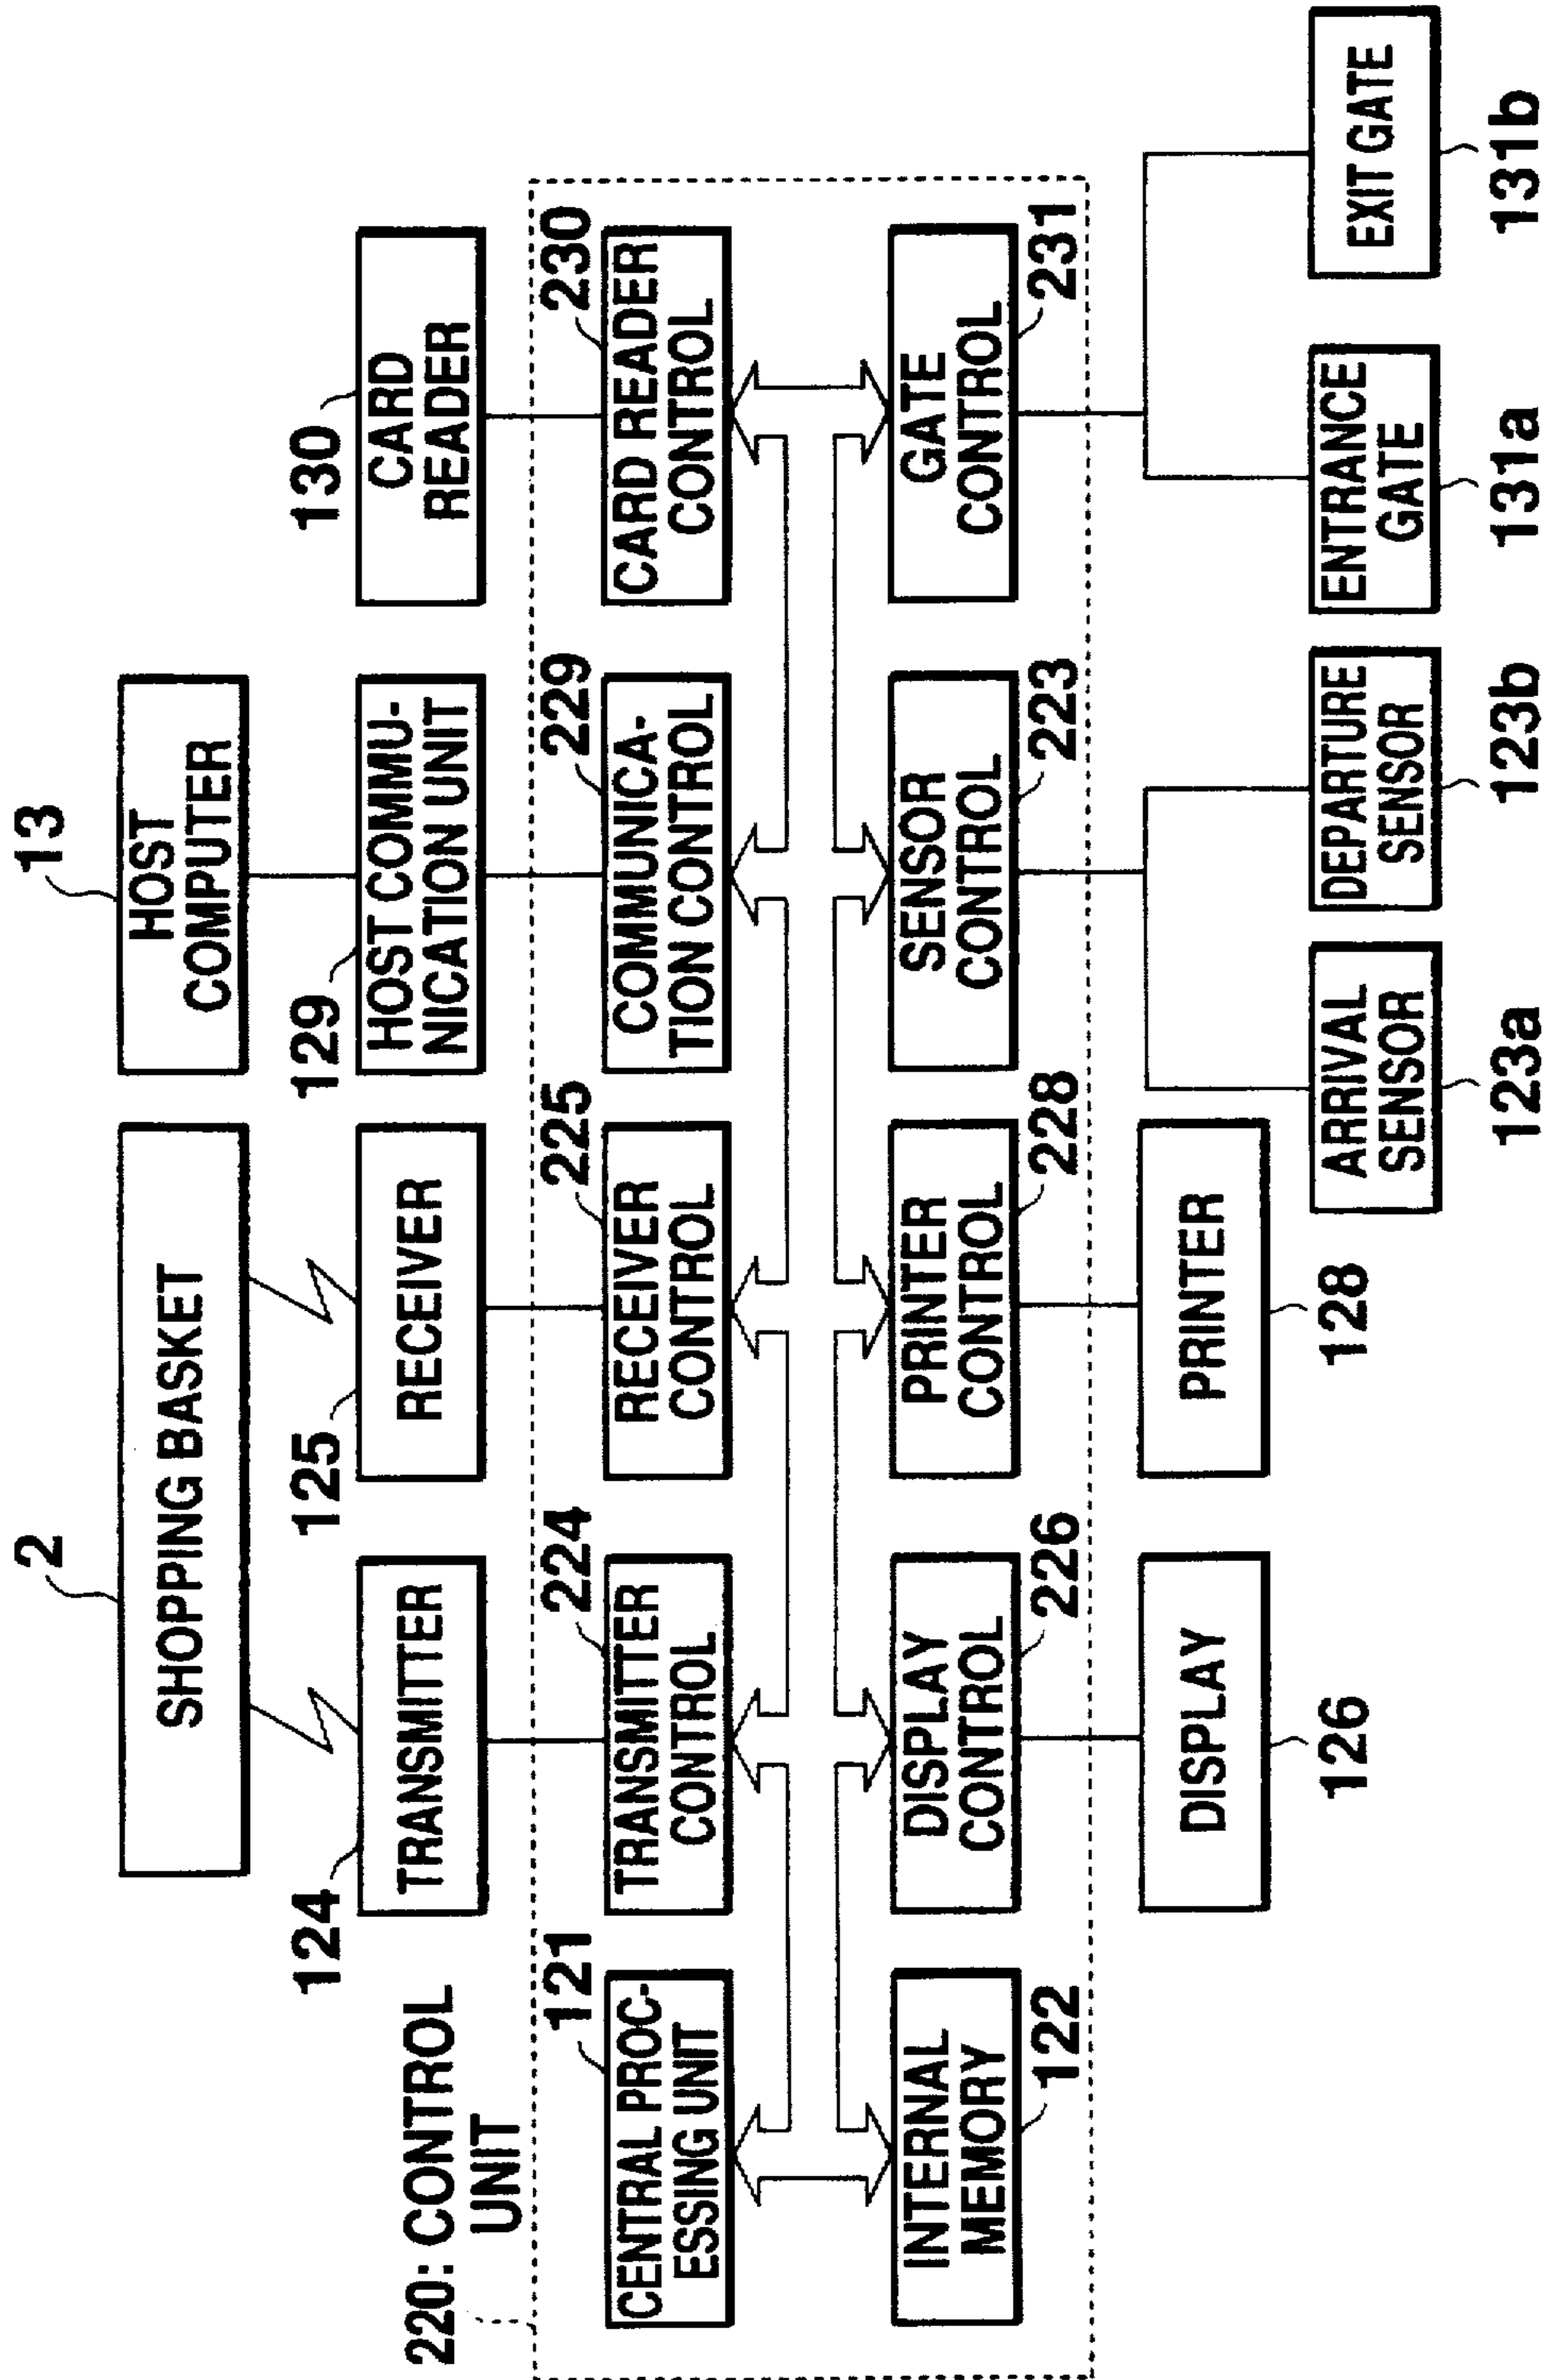 2
SHOPPING BASKET
13
HOST
COMPUTER
124
TRANSMITTER
125
RECEIVER
129
HOST COMMU-
NICATION UNIT
130
CARD
READER
220: CONTROL
UNIT
121
CENTRAL PROC-
ESSING UNIT
224
TRANSMITTER
CONTROL
225
RECEIVER
CONTROL
229
COMMUNICA-
TION CONTROL
230
CARD READER
CONTROL
INTERNAL
MEMORY
122
DISPLAY
CONTROL
226
PRINTER
CONTROL
228
SENSOR
CONTROL
223
GATE
CONTROL
231
DISPLAY
126
PRINTER
128
ARRIVAL
SENSOR
123a
DEPARTURE
SENSOR
123b
ENTRANCE
GATE
131a
EXIT GATE
131b